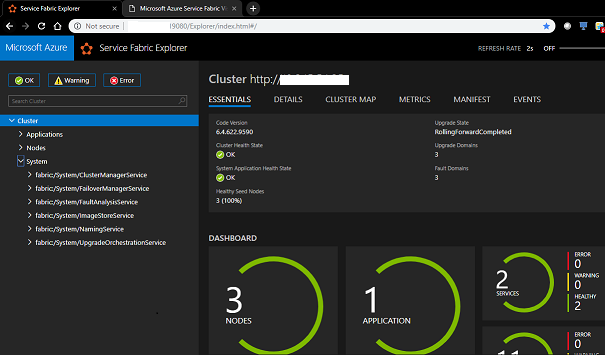 Service Fabric Explorer
Microsoft Azure Service Fabric V
Not secure
19080/Explorer/index.html#/
Microsoft Azure
Service Fabric Explorer
REFRESH RATE 2s OFF
OK
Warning
Error
Search Cluster
Cluster
Applications
Nodes
System
fabric/System/ClusterManagerService
fabric/System/FailoverManagerService
fabric/System/FaultAnalysisService
fabric/System/ImageStoreService
fabric/System/NamingService
fabric/System/UpgradeOrchestrationService
Cluster http://
ESSENTIALS DETAILS CLUSTER MAP METRICS MANIFEST EVENTS
Code Version
6.4.622.9590
Upgrade State
RollingForwardCompleted
Cluster Health State
OK
Upgrade Domains
3
System Application Health State
OK
Fault Domains
3
Healthy Seed Nodes
3 (100%)
DASHBOARD
3
NODES
1
APPLICATION
2
SERVICES
ERROR
0
WARNING
0
HEALTHY
2
ERROR
0